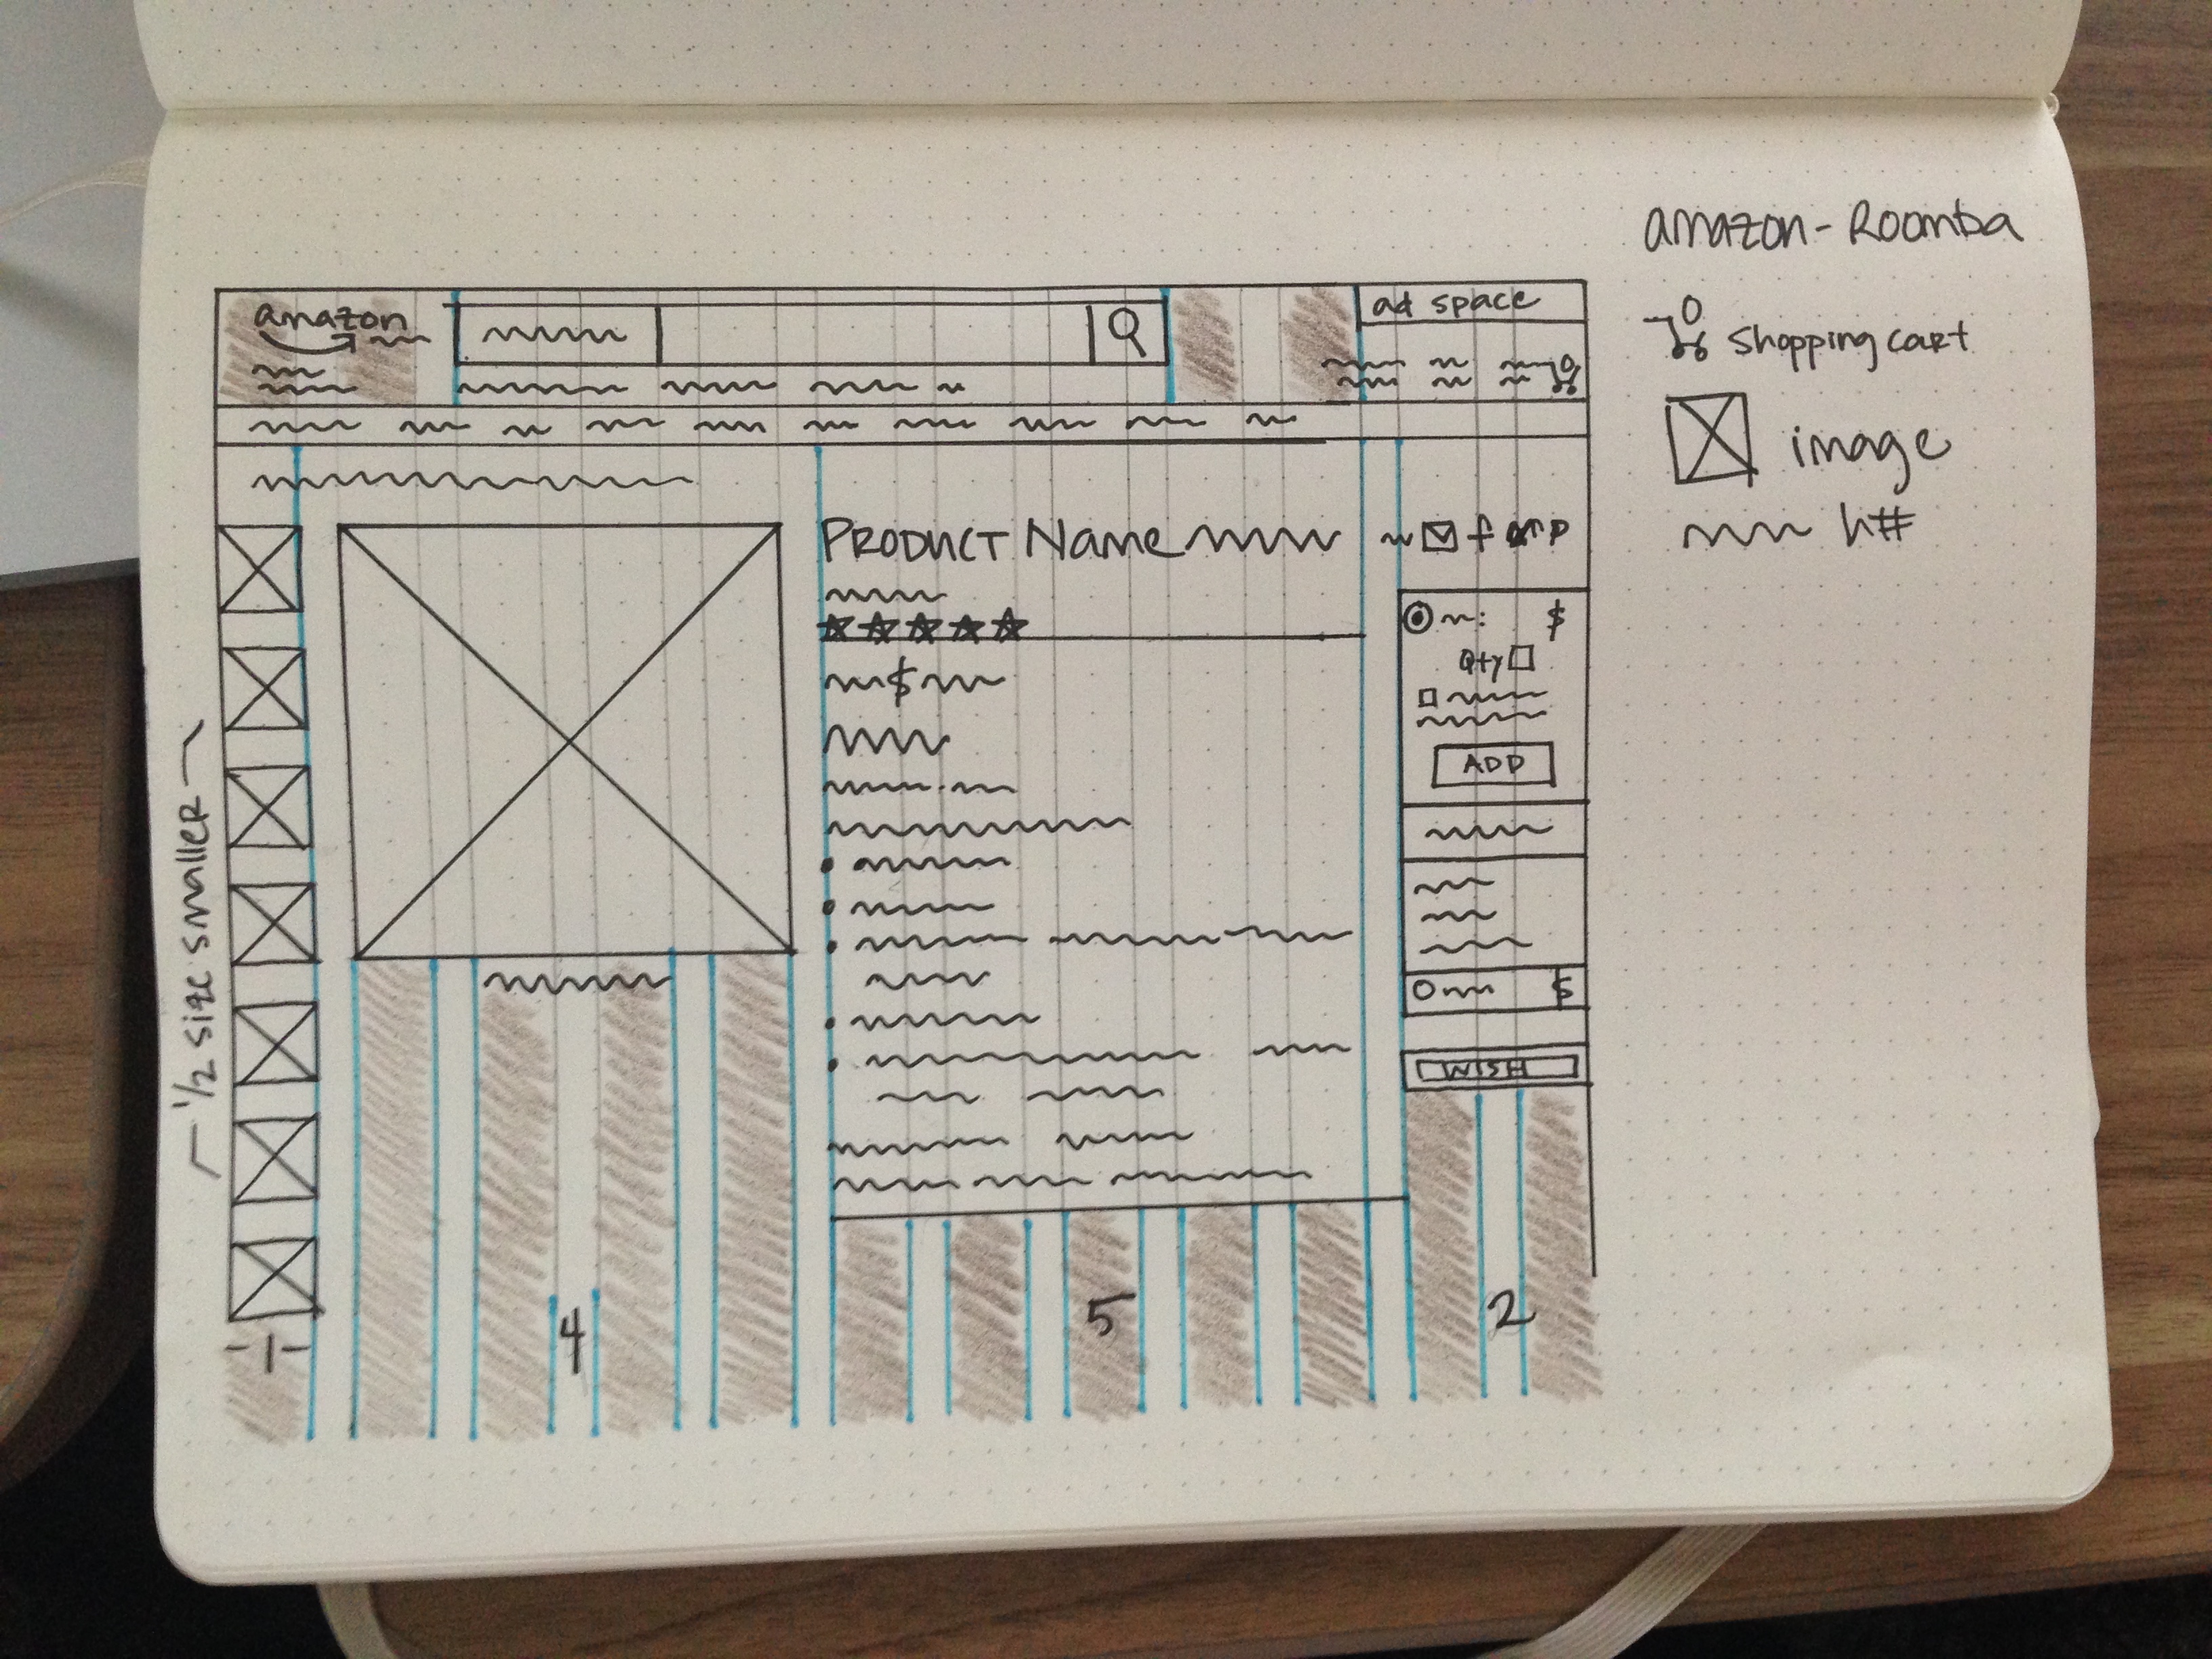 amazon - Roomba
amazon
ad space
Shopping cart
image
h#
PRODUCT Name
f
P
$
Qty
$
ADD
1/2 size smaller
$
WISH
1
4
5
2